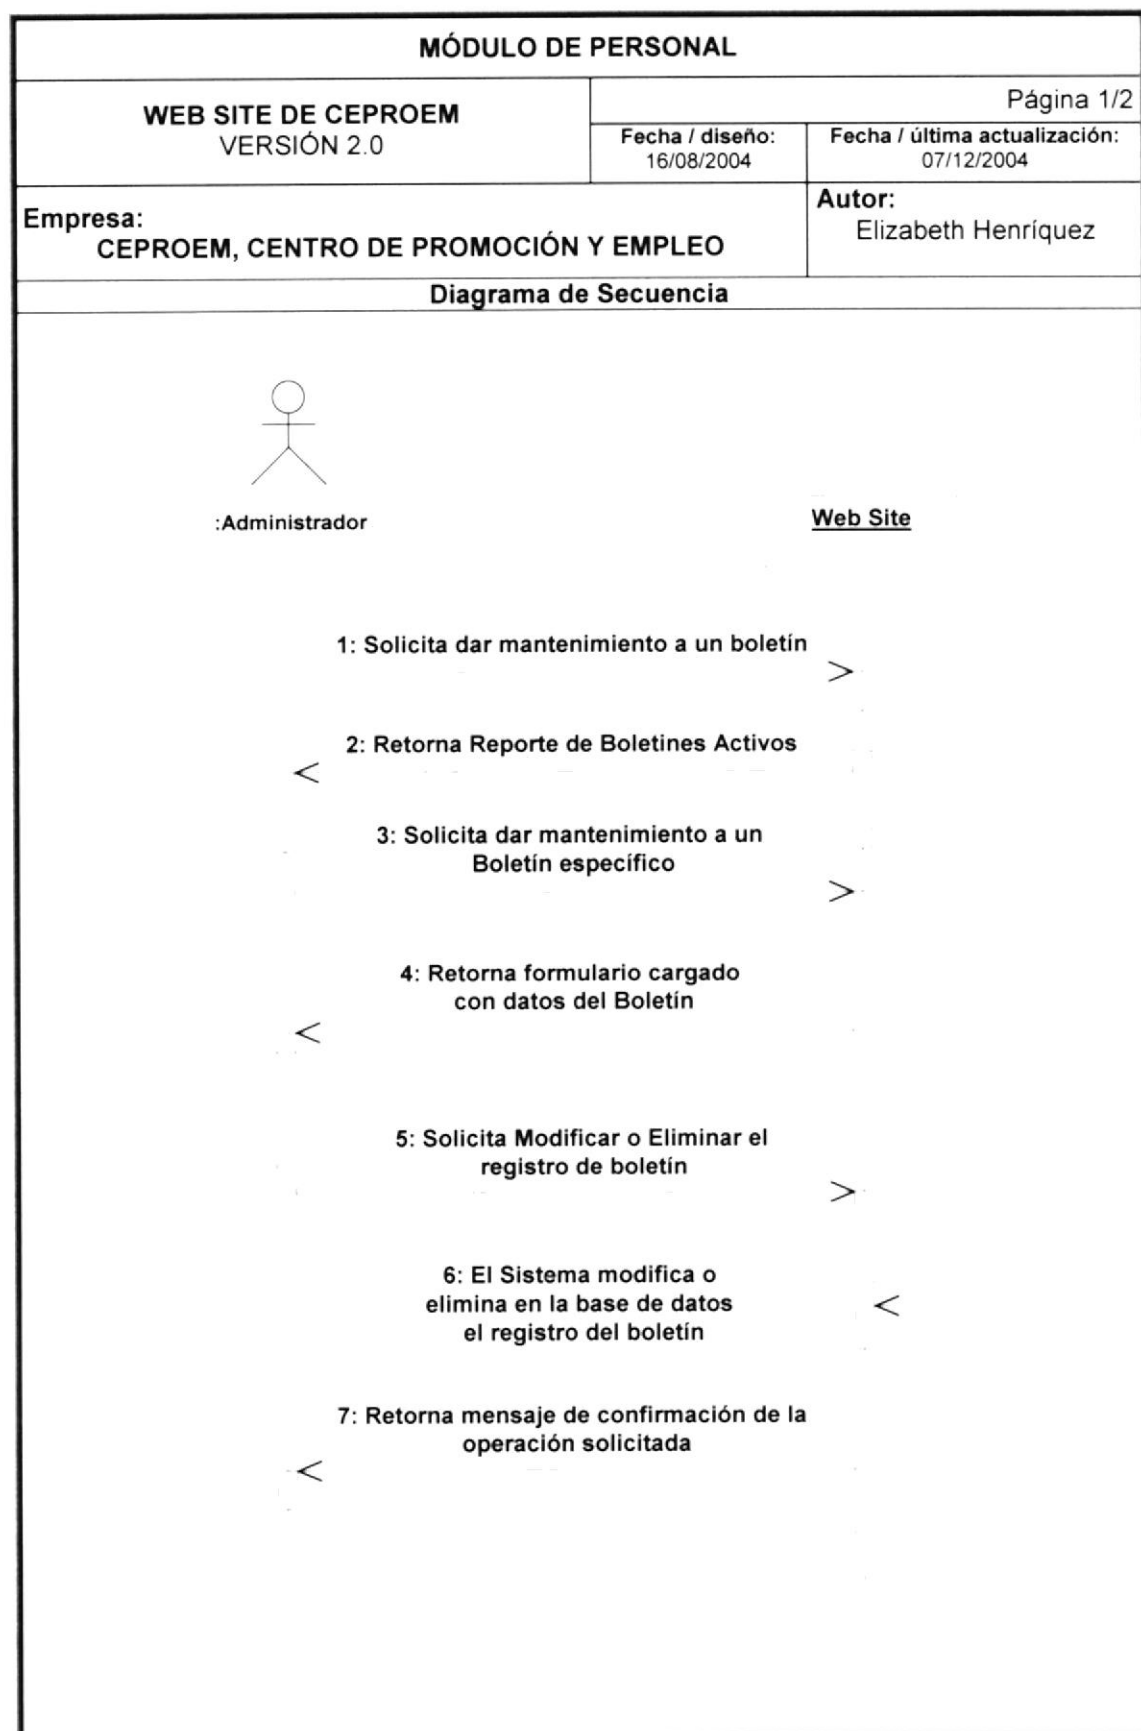 MÓDULO DE PERSONAL
WEB SITE DE CEPROEM
VERSIÓN 2.0
Página 1/2
Fecha / diseño:
16/08/2004
Fecha / última actualización:
07/12/2004
Empresa:
CEPROEM, CENTRO DE PROMOCIÓN Y EMPLEO
Autor:
Elizabeth Henríquez
Diagrama de Secuencia
:Administrador
Web Site
1: Solicita dar mantenimiento a un boletín
2: Retorna Reporte de Boletines Activos
3: Solicita dar mantenimiento a un
Boletín específico
4: Retorna formulario cargado
con datos del Boletín
5: Solicita Modificar o Eliminar el
registro de boletín
6: El Sistema modifica o
elimina en la base de datos
el registro del boletín
7: Retorna mensaje de confirmación de la
operación solicitada